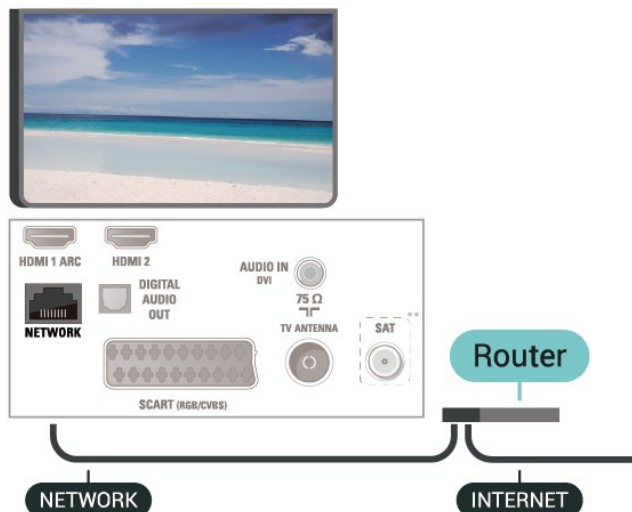 HDMI 1 ARC
HDMI 2
AUDIO IN
DVI
DIGITAL
AUDIO
OUT
75 Ω
NETWORK
TV ANTENNA
SAT
**
SCART (RGB/CVBS)
Router
NETWORK
INTERNET